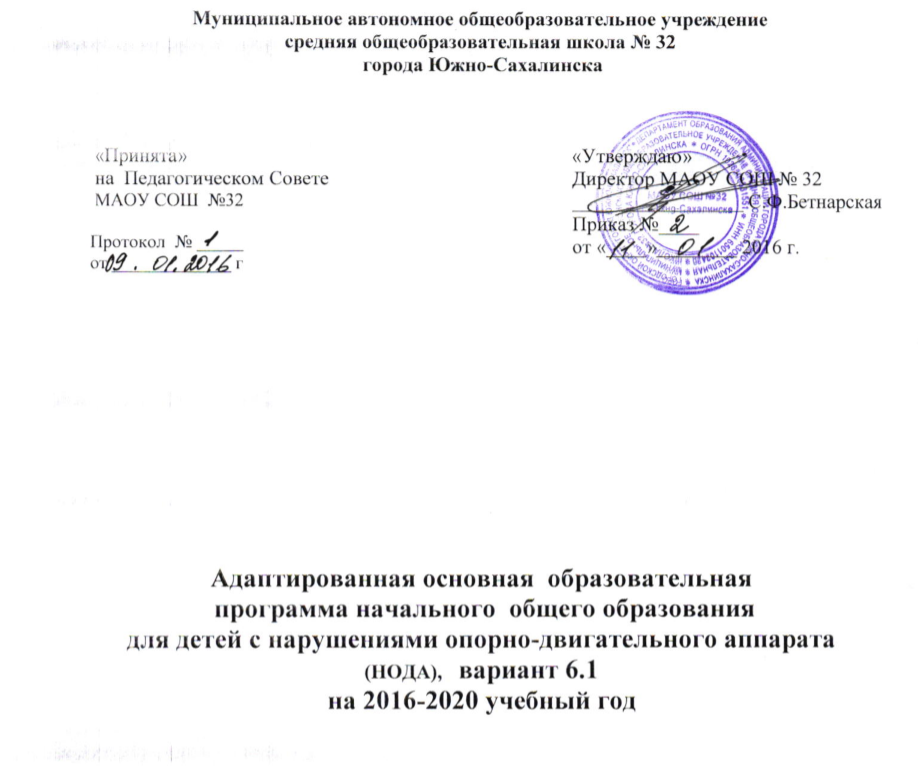 Муниципальное автономное общеобразовательное учреждение
средняя общеобразовательная школа № 32
города Южно-Сахалинска
«Принята»
на Педагогическом Совете
МАОУ СОШ №32
Протокол № 1
от 09. 01.2016 г
«Утверждаю»
Директор МАОУ СОШ № 32
С.Ф.Бетнарская
Приказ № 2
от « 11 » 01 2016 г.
МАОУ СОШ №32
Адаптированная основная образовательная
программа начального общего образования
для детей с нарушениями опорно-двигательного аппарата
(НОДА), вариант 6.1
на 2016-2020 учебный год